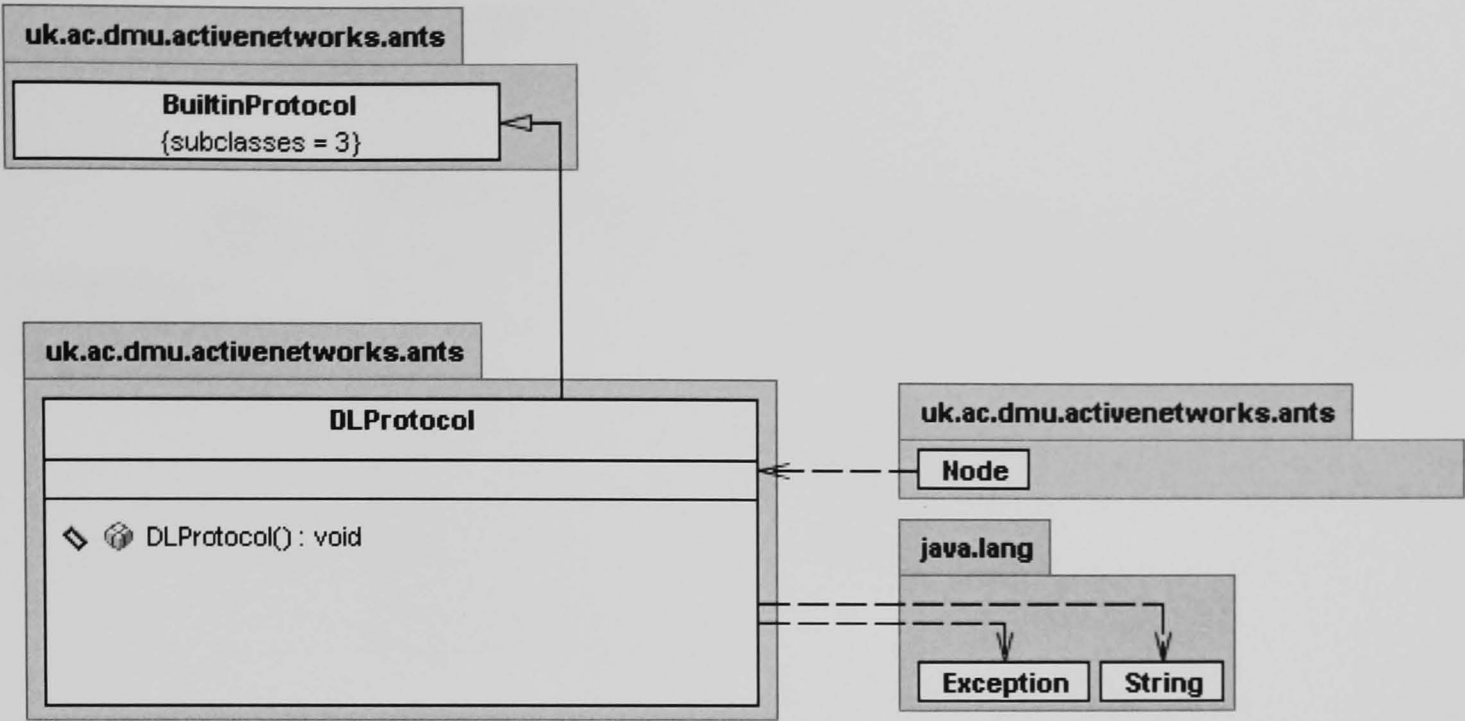 uk.ac.dmu.activenetworks.ants
BuiltinProtocol
{subclasses = 3}
uk.ac.dmu.activenetworks.ants
DLProtocol
DLProtocol() : void
uk.ac.dmu.activenetworks.ants
Node
java.lang
Exception
String